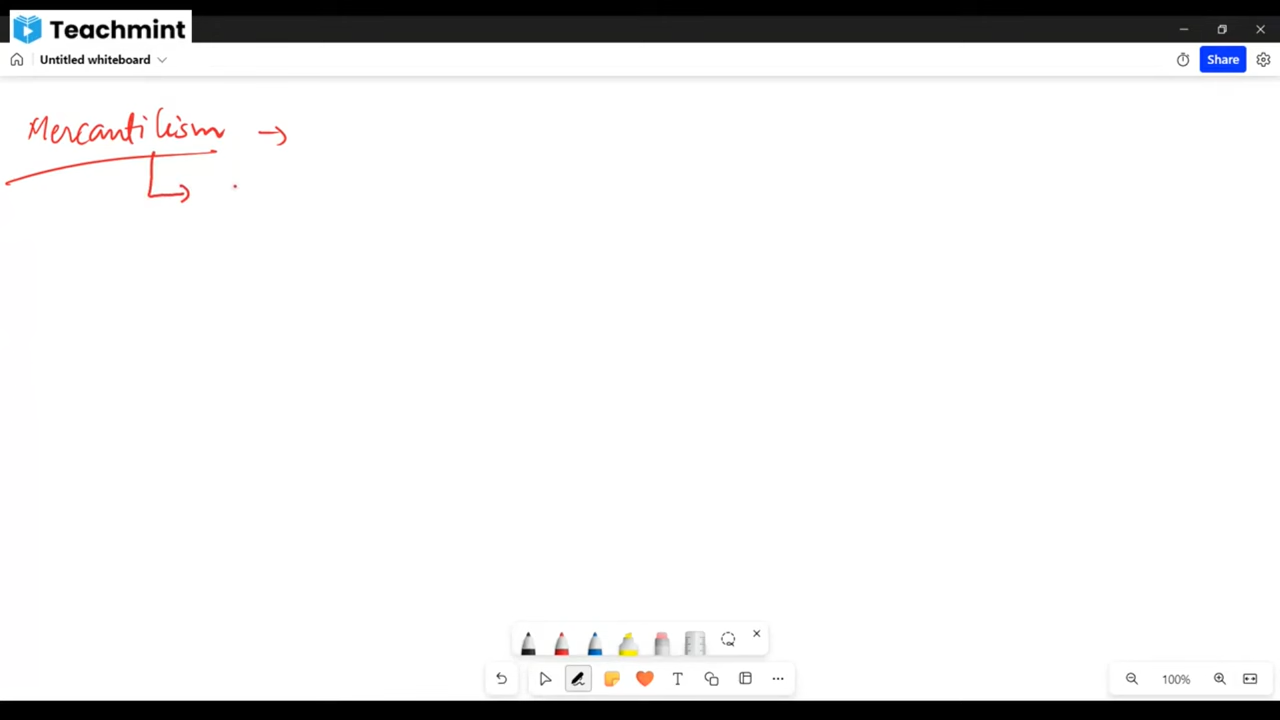 Teachmint
Untitled whiteboard
Share
Mercantilism →
100%